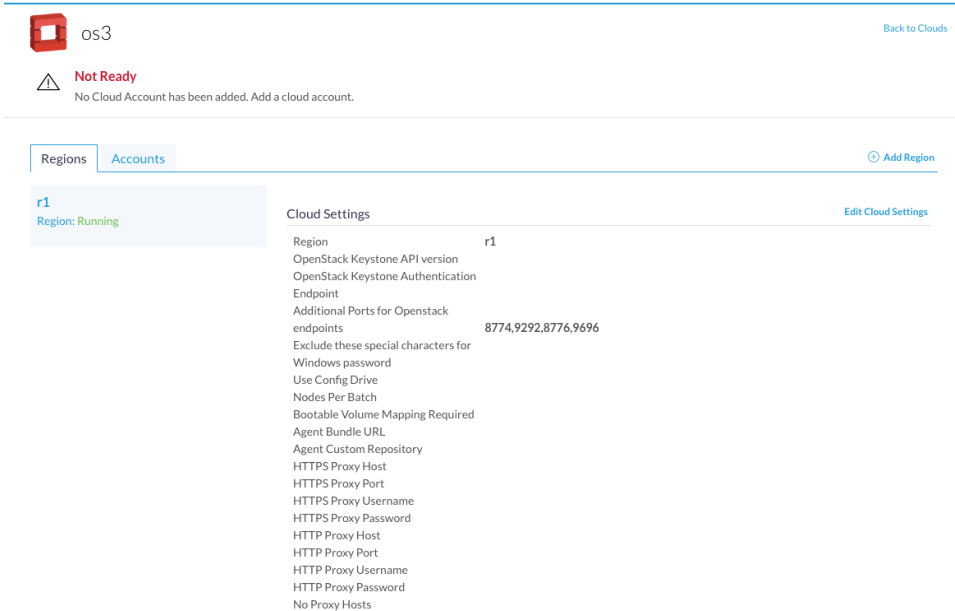 os3
Back to Clouds
Not Ready
No Cloud Account has been added. Add a cloud account.
Regions
Accounts
Add Region
r1
Region: Running
Cloud Settings
Edit Cloud Settings
Region r1
OpenStack Keystone API version
OpenStack Keystone Authentication
Endpoint
Additional Ports for Openstack
endpoints 8774,9292,8776,9696
Exclude these special characters for
Windows password
Use Config Drive
Nodes Per Batch
Bootable Volume Mapping Required
Agent Bundle URL
Agent Custom Repository
HTTPS Proxy Host
HTTPS Proxy Port
HTTPS Proxy Username
HTTPS Proxy Password
HTTP Proxy Host
HTTP Proxy Port
HTTP Proxy Username
HTTP Proxy Password
No Proxy Hosts